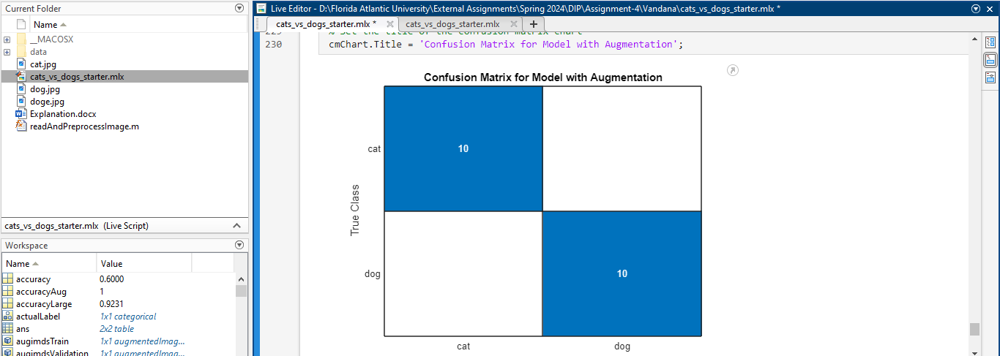 Current Folder
Name
__MACOSX
data
cat.jpg
cats_vs_dogs_starter.mlx
dog.jpg
doge.jpg
Explanation.docx
readAndPreprocessImage.m
cats_vs_dogs_starter.mlx (Live Script)
Workspace
Name Value
accuracy 0.6000
accuracyAug 1
accuracyLarge 0.9231
actualLabel 1x1 categorical
ans 2x2 table
augimdsTrain 1x1 augmentedImag...
augimdsValidation 1x1 augmentedImag...
Live Editor - D:\Florida Atlantic University\External Assignments\Spring 2024\DIP\Assignment-4\Vandana\cats_vs_dogs_starter.mlx *
cats_vs_dogs_starter.mlx * cats_vs_dogs_starter.mlx
229 % Set the title of the confusion matrix chart
230 cmChart.Title = 'Confusion Matrix for Model with Augmentation';
Confusion Matrix for Model with Augmentation
cat
10
True Class
dog
10
cat dog